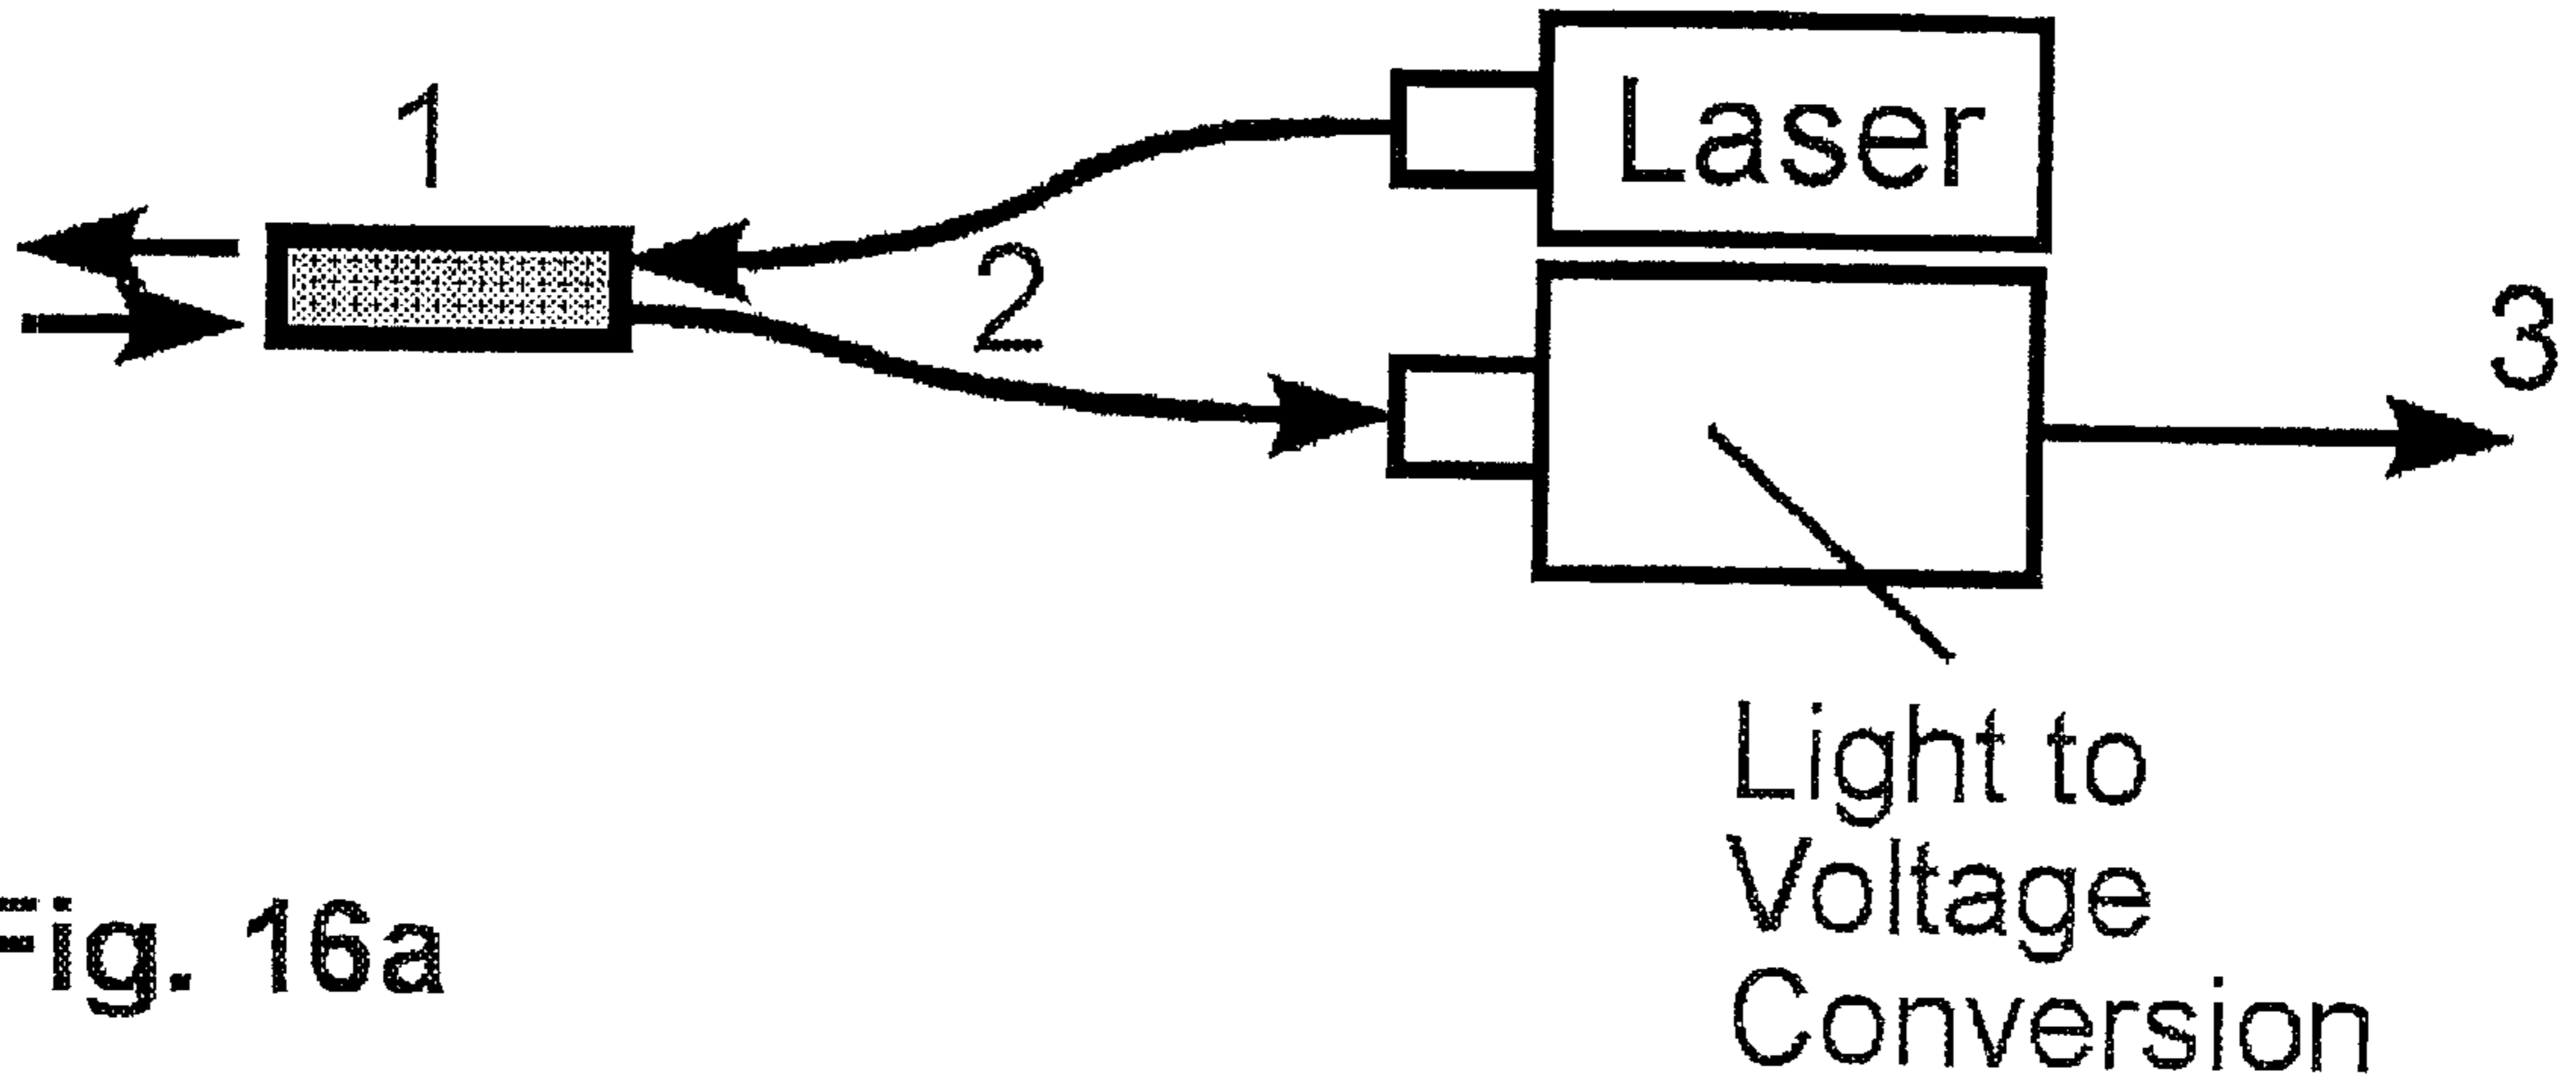 1
Laser
2
3
Light to
Voltage
Conversion
Fig. 16a